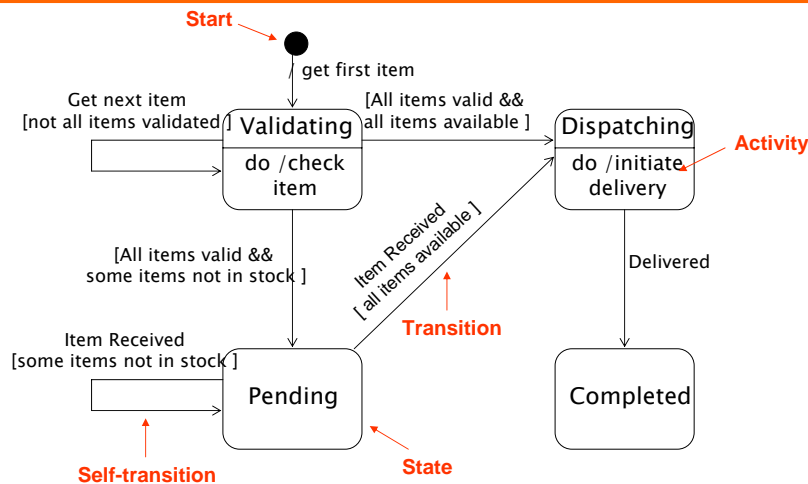 Start
/ get first item
Get next item
[not all items validated ]
[All items valid &&
all items available ]
Validating
do /check
item
Dispatching
do /initiate
delivery
Activity
[All items valid &&
some items not in stock ]
Item Received
[ all items available ]
Transition
Delivered
Item Received
[some items not in stock ]
Pending
Completed
Self-transition
State